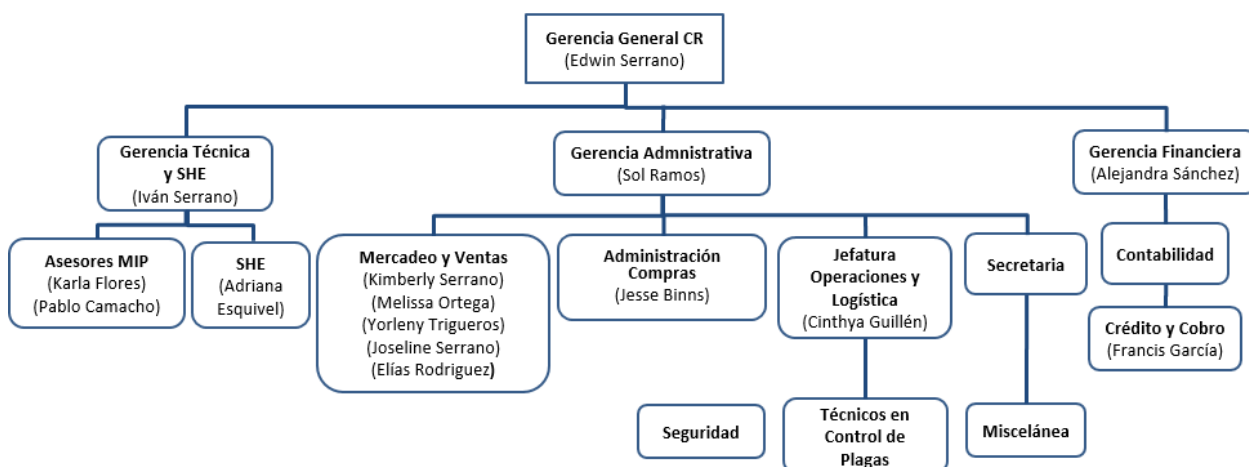 Gerencia General CR
(Edwin Serrano)
Gerencia Técnica
y SHE
(Iván Serrano)
Gerencia Admnistrativa
(Sol Ramos)
Gerencia Financiera
(Alejandra Sánchez)
Asesores MIP
(Karla Flores)
(Pablo Camacho)
SHE
(Adriana
Esquivel)
Mercadeo y Ventas
(Kimberly Serrano)
(Melissa Ortega)
(Yorleny Trigueros)
(Joseline Serrano)
(Elías Rodriguez)
Administración
Compras
(Jesse Binns)
Jefatura
Operaciones y
Logística
(Cinthya Guillén)
Secretaria
Contabilidad
Crédito y Cobro
(Francis García)
Seguridad
Técnicos en
Control de
Plagas
Miscelánea